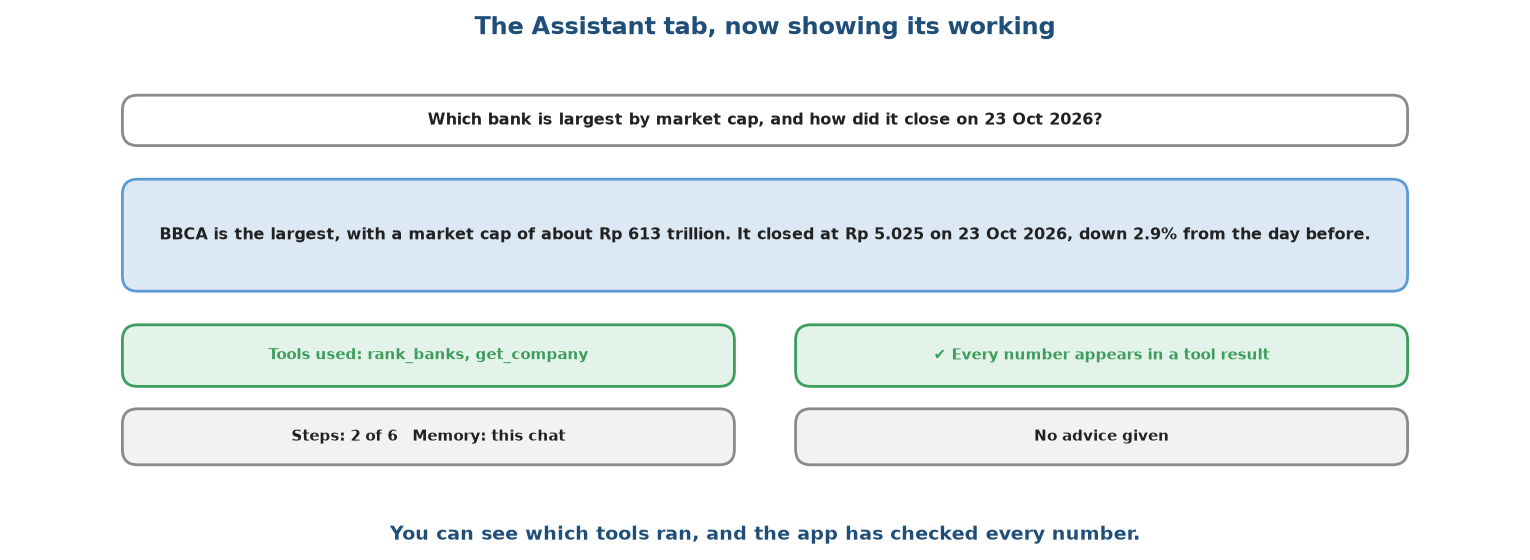 The Assistant tab, now showing its working
Which bank is largest by market cap, and how did it close on 23 Oct 2026?
BBCA is the largest, with a market cap of about Rp 613 trillion. It closed at Rp 5.025 on 23 Oct 2026, down 2.9% from the day before.
Tools used: rank_banks, get_company
✔ Every number appears in a tool result
Steps: 2 of 6   Memory: this chat
No advice given
You can see which tools ran, and the app has checked every number.